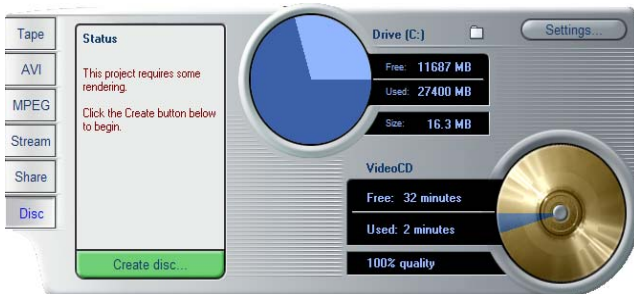 Tape
AVI
MPEG
Stream
Share
Disc
Status
This project requires some
rendering.
Click the Create button below
to begin.
Create disc...
Drive (C:)
Settings...
Free: 11687 MB
Used: 27400 MB
Size: 16.3 MB
VideoCD
Free: 32 minutes
Used: 2 minutes
100% quality